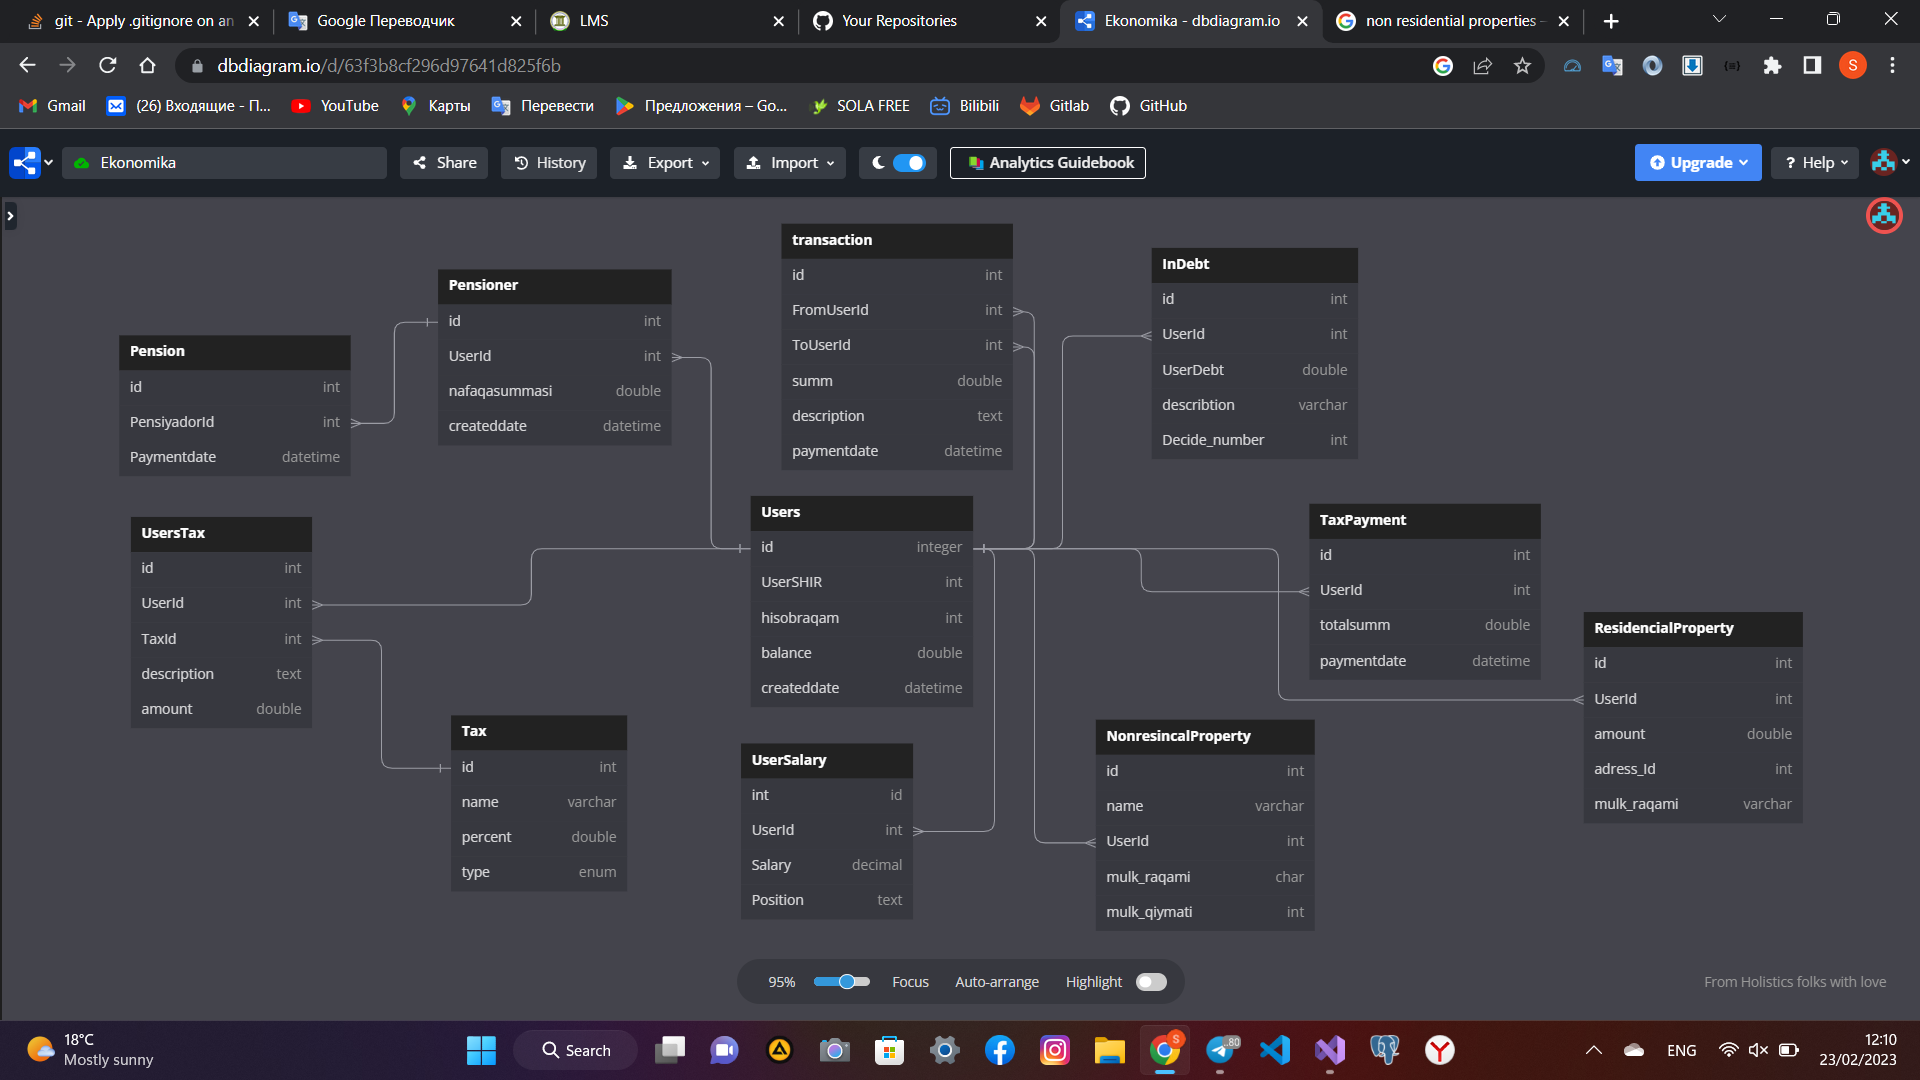 git - Apply .gitignore on an
Google Переводчик
LMS
Your Repositories
Ekonomika - dbdiagram.io
non residential properties -
dbdiagram.io/d/63f3b8cf296d97641d825f6b
S
Gmail
(26) Входящие - П...
YouTube
Карты
Перевести
Предложения – Go...
SOLA FREE
Bilibili
Gitlab
GitHub
Ekonomika
Share
History
Export
Import
Analytics Guidebook
Upgrade
? Help
transaction
id int
FromUserId int
ToUserId int
summ double
description text
paymentdate datetime
InDebt
id int
UserId int
UserDebt double
describtion varchar
Decide_number int
Pensioner
id int
UserId int
nafaqasummasi double
createddate datetime
Pension
id int
PensiyadorId int
Paymentdate datetime
Users
id integer
UserSHIR int
hisobraqam int
balance double
createddate datetime
TaxPayment
id int
UserId int
totalsumm double
paymentdate datetime
UsersTax
id int
UserId int
TaxId int
description text
amount double
ResidencialProperty
id int
UserId int
amount double
adress_Id int
mulk_raqami varchar
Tax
id int
name varchar
percent double
type enum
UserSalary
int id
UserId int
Salary decimal
Position text
NonresincalProperty
id int
name varchar
UserId int
mulk_raqami char
mulk_qiymati int
95%
Focus
Auto-arrange
Highlight
From Holistics folks with love
18°C
Mostly sunny
Search
S
80
ENG
12:10
23/02/2023